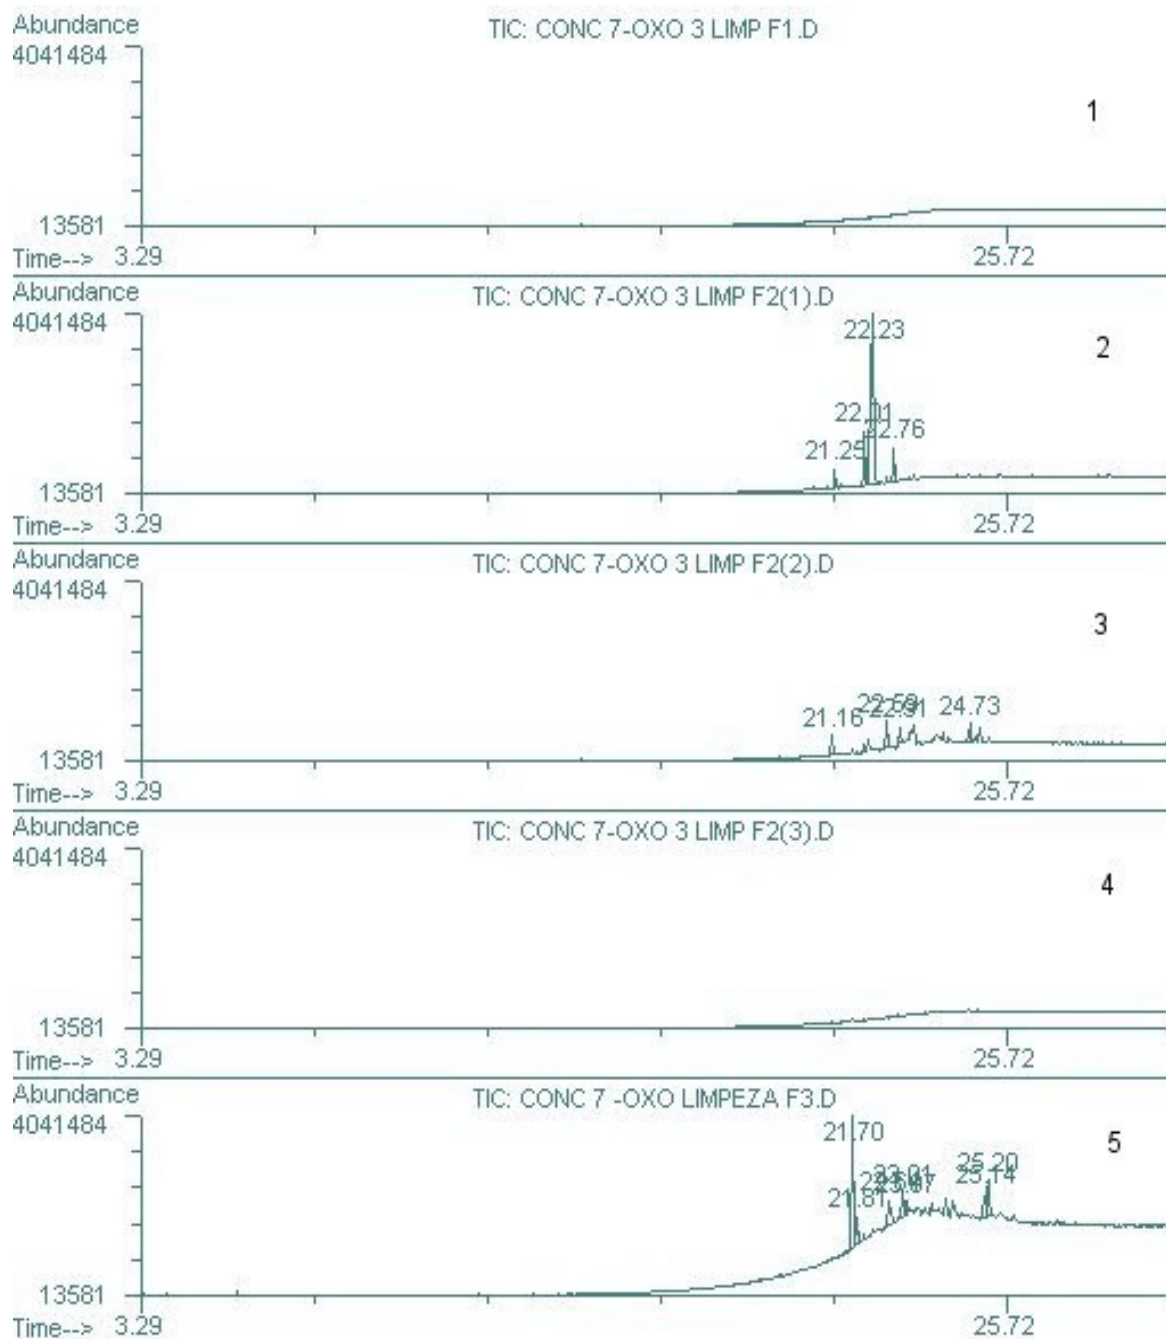 Abundance
TIC: CONC 7-OXO 3 LIMP F1.D
4041484
1
13581
Time--> 3.29 25.72
Abundance
TIC: CONC 7-OXO 3 LIMP F2(1).D
4041484
22.23
2
22.01
22.76
21.25
13581
Time--> 3.29 25.72
Abundance
TIC: CONC 7-OXO 3 LIMP F2(2).D
4041484
3
21.16 24.73
13581
Time--> 3.29 25.72
Abundance
TIC: CONC 7-OXO 3 LIMP F2(3).D
4041484
4
13581
Time--> 3.29 25.72
Abundance
TIC: CONC 7 -OXO LIMPEZA F3.D
4041484
21.70
5
25.20
25.14
21.81
13581
Time--> 3.29 25.72